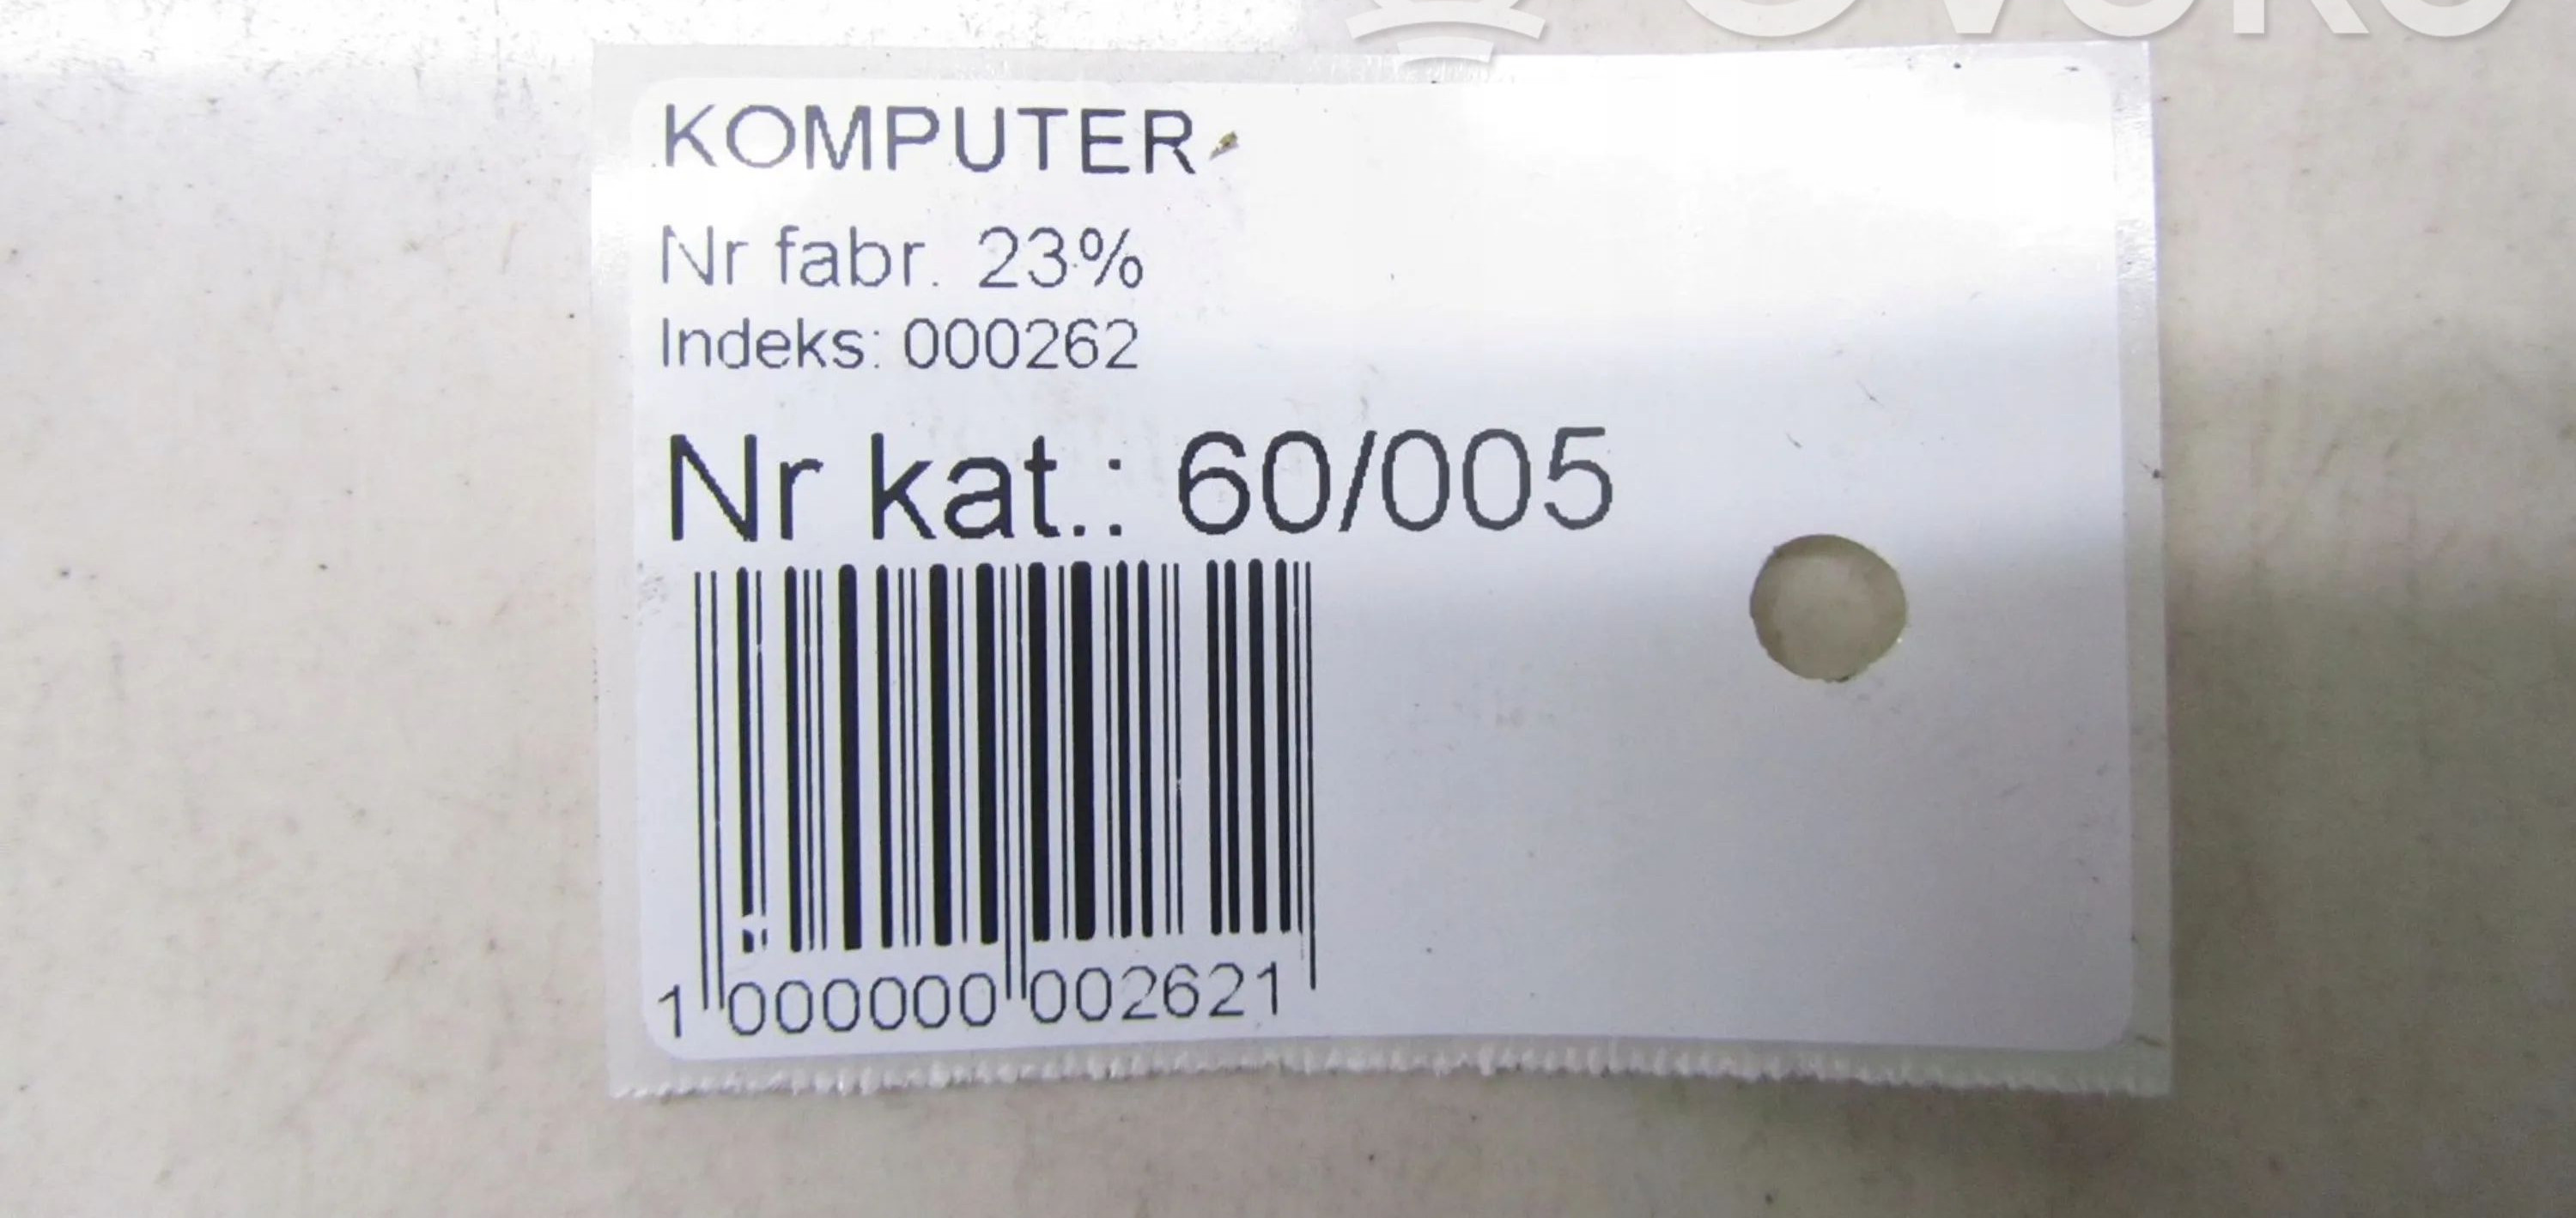 KOMPUTER
Nr fabr. 23%
Indeks: 000262
Nr kat.: 60/005
1 000000 002621